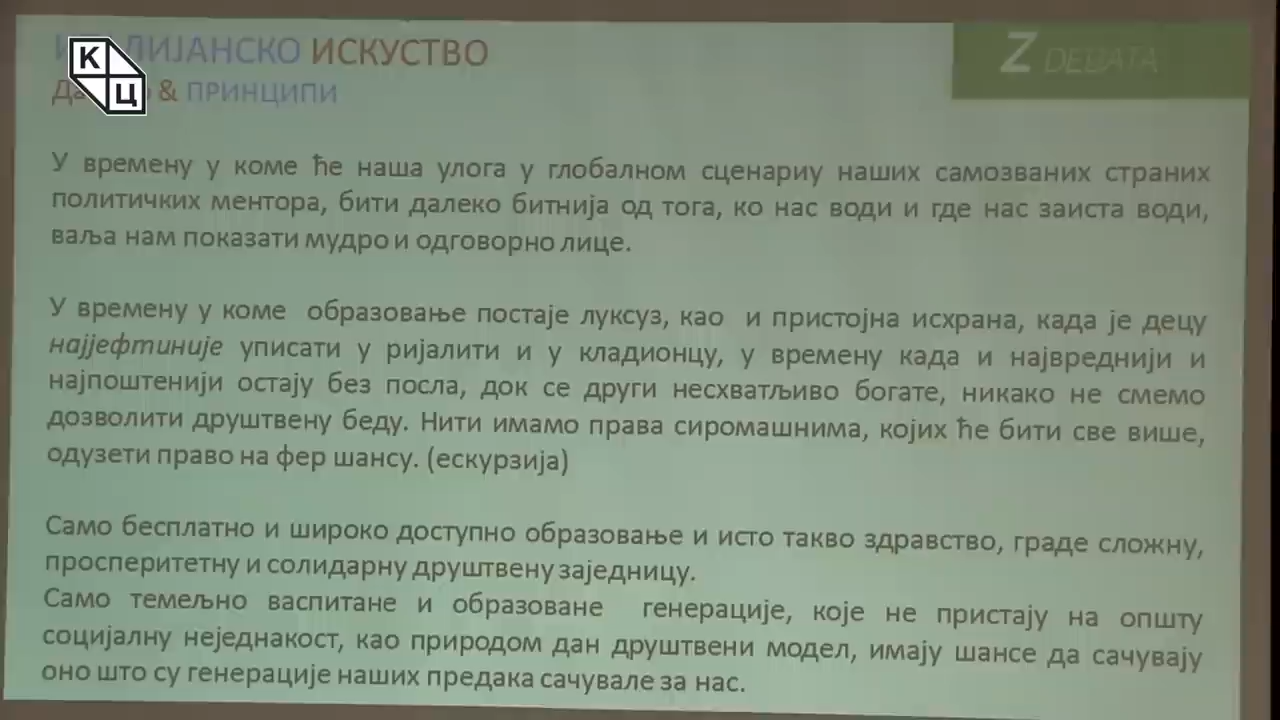 ИСКУСТВО
Z DEBATA
К
Ц
& ПРИНЦИПИ
У времену у коме ће наша улога у глобалном сценариу наших самозваних страних
политичких ментора, бити далеко битнија од тога, ко нас води и где нас заиста води,
ваља нам показати мудро и одговорно лице.
У времену у коме образовање постаје луксуз, као и пристојна исхрана, када је децу
најјефтиније уписати у ријалити и у кладионцу, у времену када и највреднији и
најпоштенији остају без посла, док се други несхватљиво богате, никако не смемо
дозволити друштвену беду. Нити имамо права сиромашнима, којих ће бити све више,
одузети право на фер шансу. (ескурзија)
Само бесплатно и широко доступно образовање и исто такво здравство, граде сложну,
просперитетну и солидарну друштвену заједницу.
Само темељно васпитане и образоване генерације, које не пристају на општу
социјалну неједнакост, као природом дан друштвени модел, имају шансе да сачувају
оно што су генерације наших предака сачувале за нас.